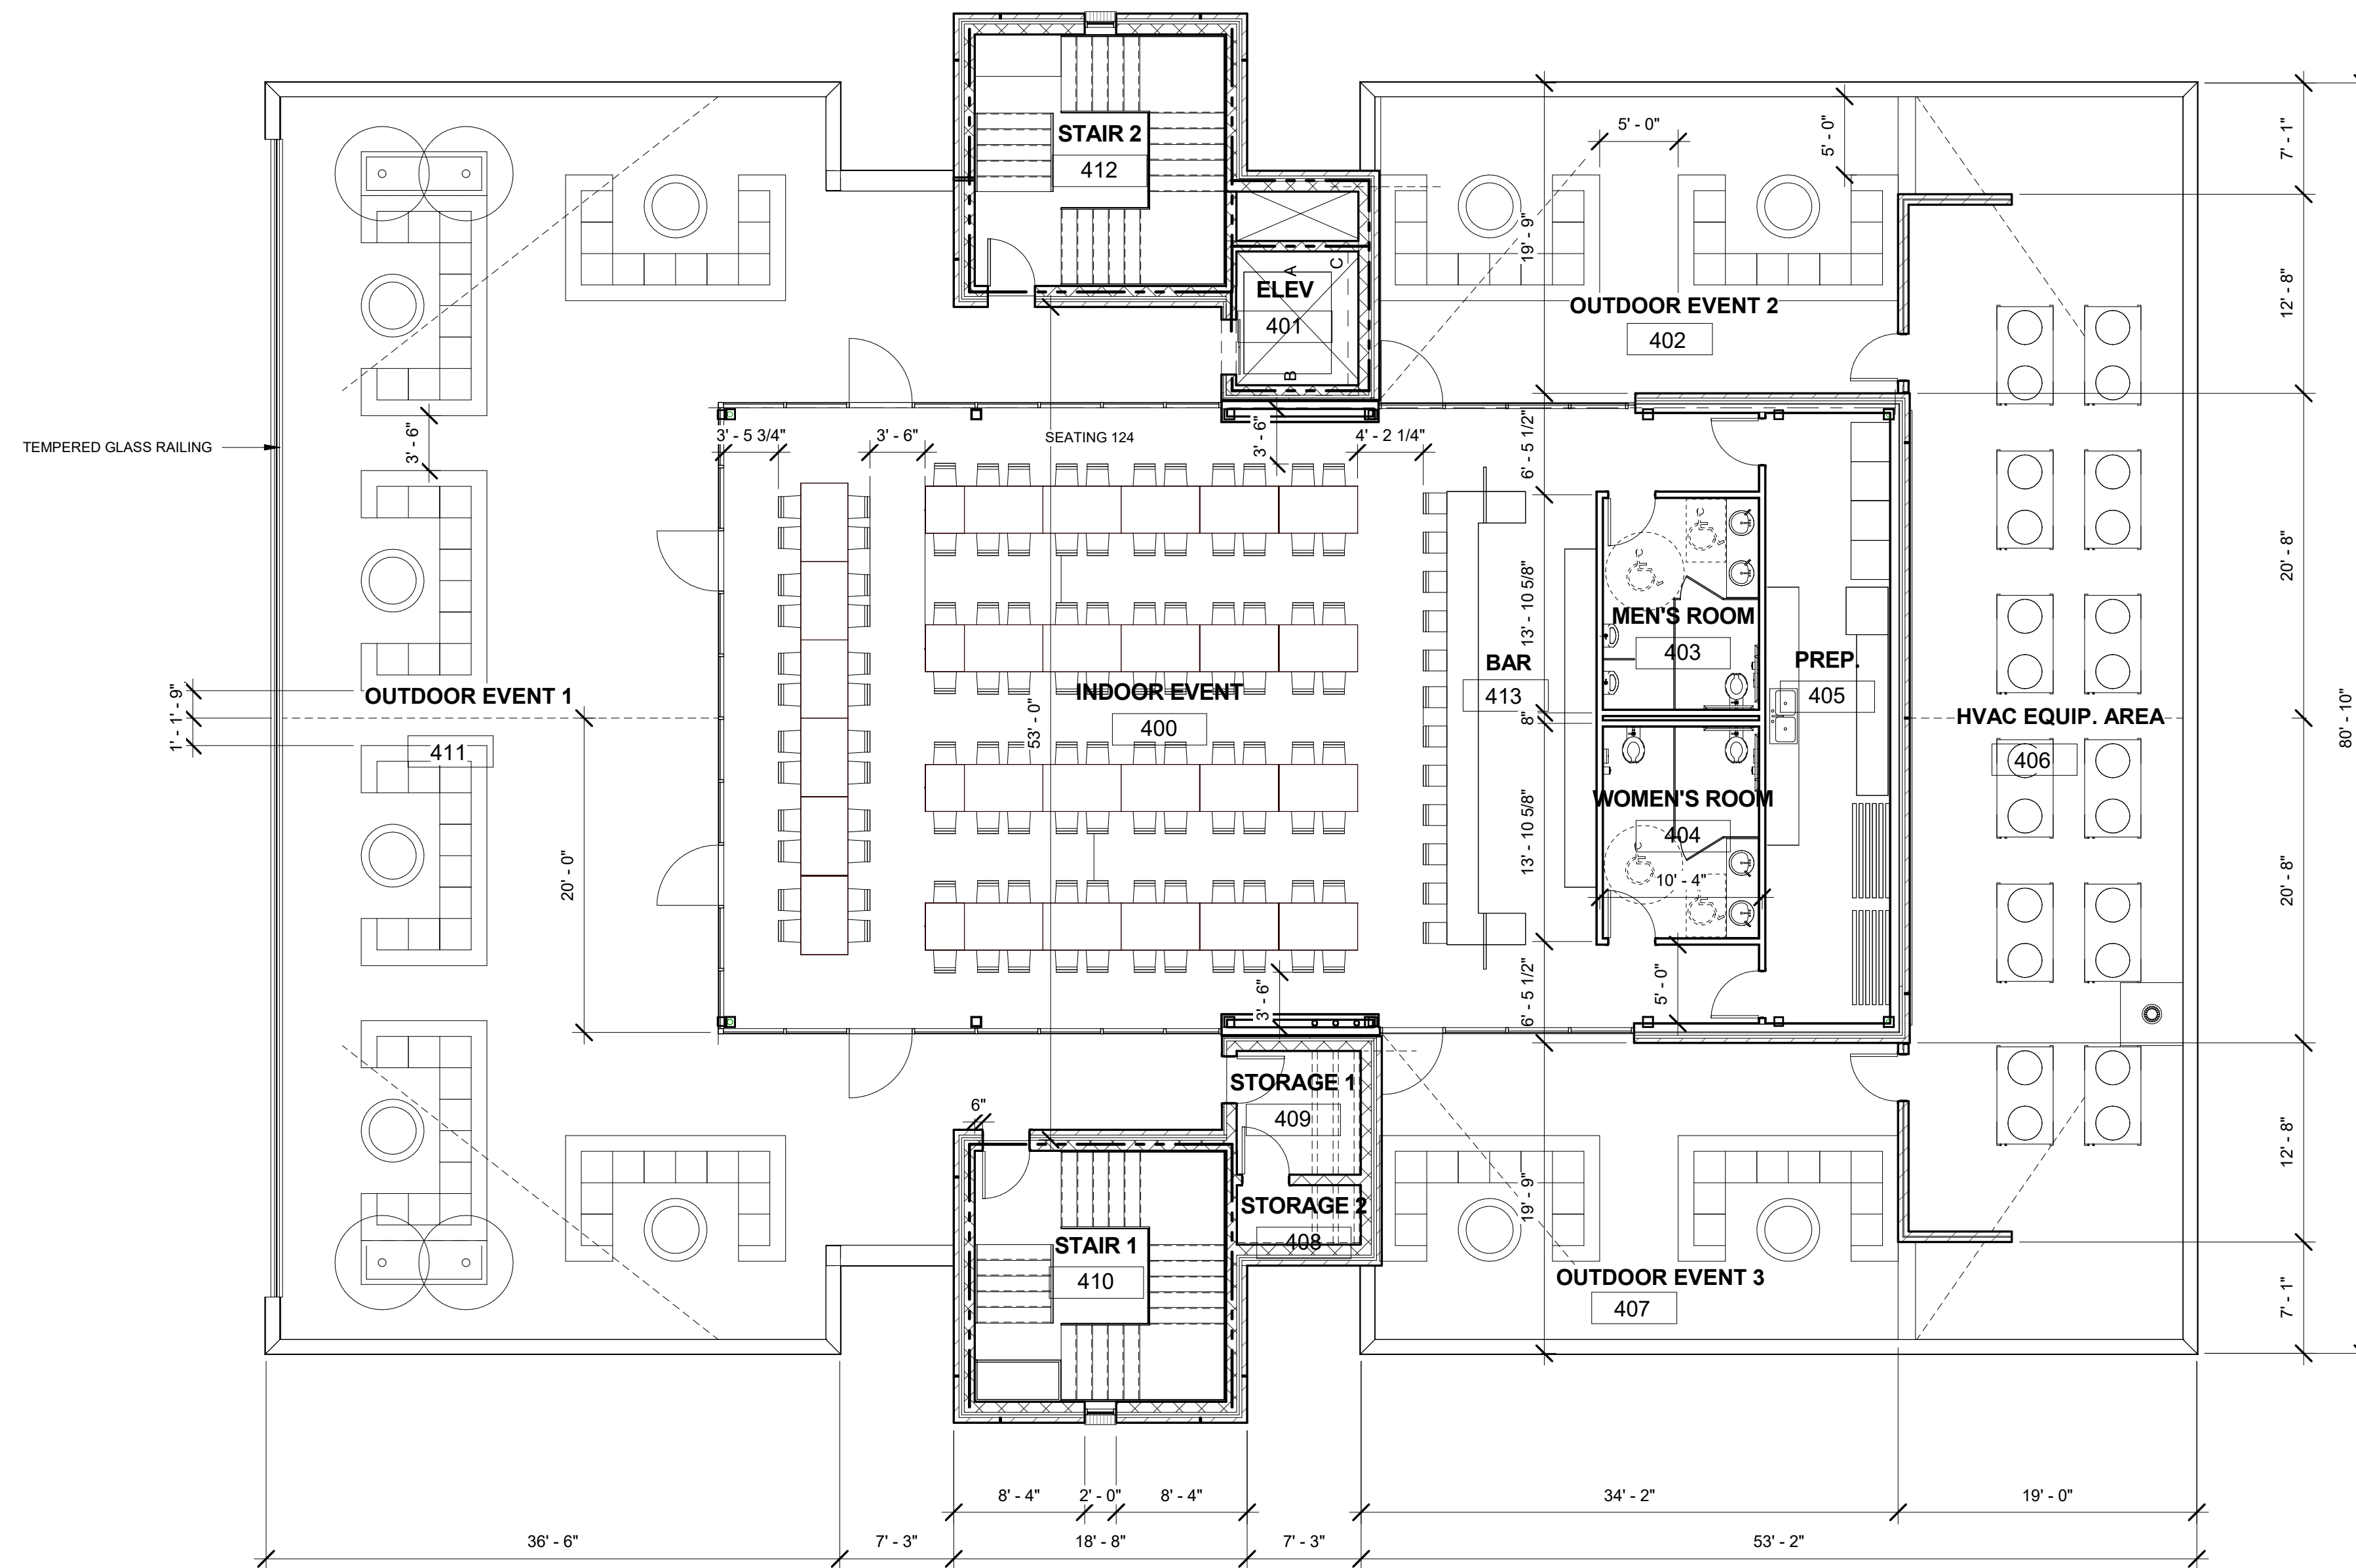 STAIR 2
412
5' - 0"
5' - 0"
7' - 1"
19' - 9"
A
C
ELEV
401
B
OUTDOOR EVENT 2
402
12' - 8"
TEMPERED GLASS RAILING
3' - 6"
3' - 5 3/4"
3' - 6"
SEATING 124
3' - 6"
4' - 2 1/4"
6' - 5 1/2"
20' - 8"
13' - 10 5/8"
MEN'S ROOM
403
BAR
413
PREP.
405
OUTDOOR EVENT 1
411
1' - 9"
1' - 1'
INDOOR EVENT
400
53' - 0"
8"
HVAC EQUIP. AREA
406
80' - 10"
WOMEN'S ROOM
404
13' - 10 5/8"
10' - 4"
20' - 0"
20' - 8"
3' - 6"
6' - 5 1/2"
5' - 0"
STORAGE 1
409
6"
12' - 8"
STORAGE 2
408
19' - 9"
STAIR 1
410
OUTDOOR EVENT 3
407
7' - 1"
8' - 4"
2' - 0"
8' - 4"
34' - 2"
19' - 0"
36' - 6"
7' - 3"
18' - 8"
7' - 3"
53' - 2"